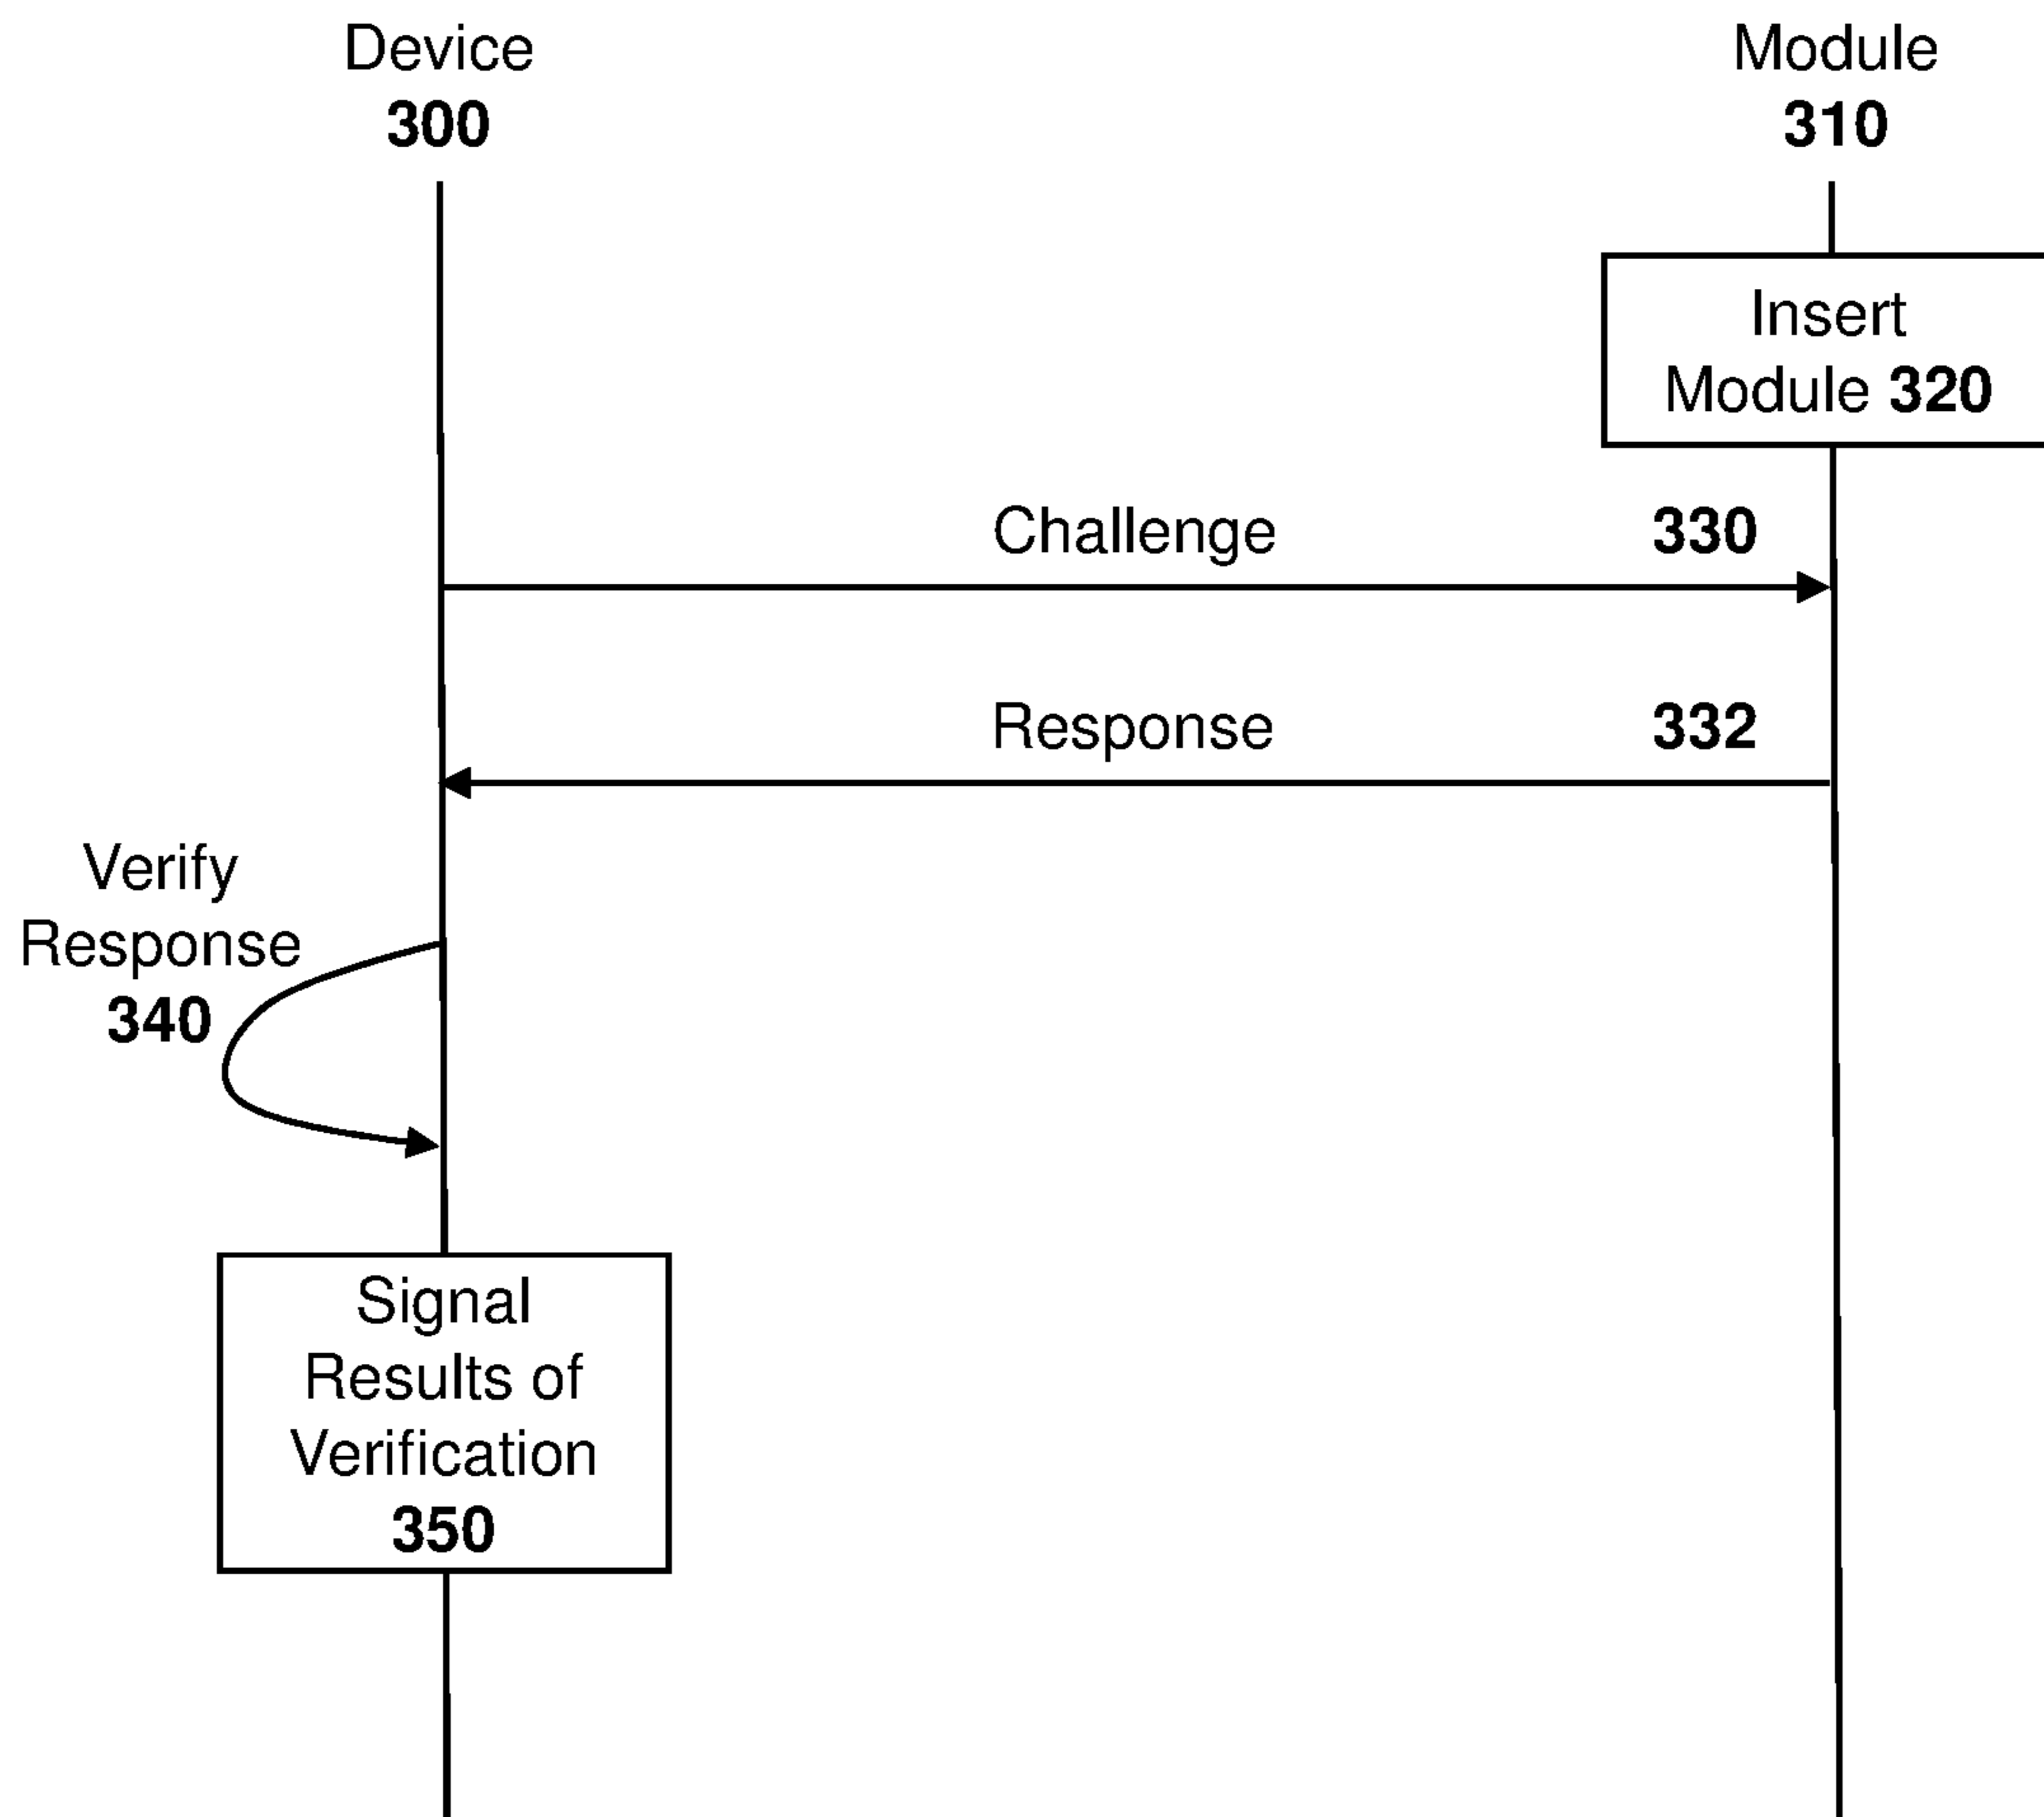 Device
300
Module
310
Insert
Module 320
Challenge 330
Response 332
Verify
Response
340
Signal
Results of
Verification
350